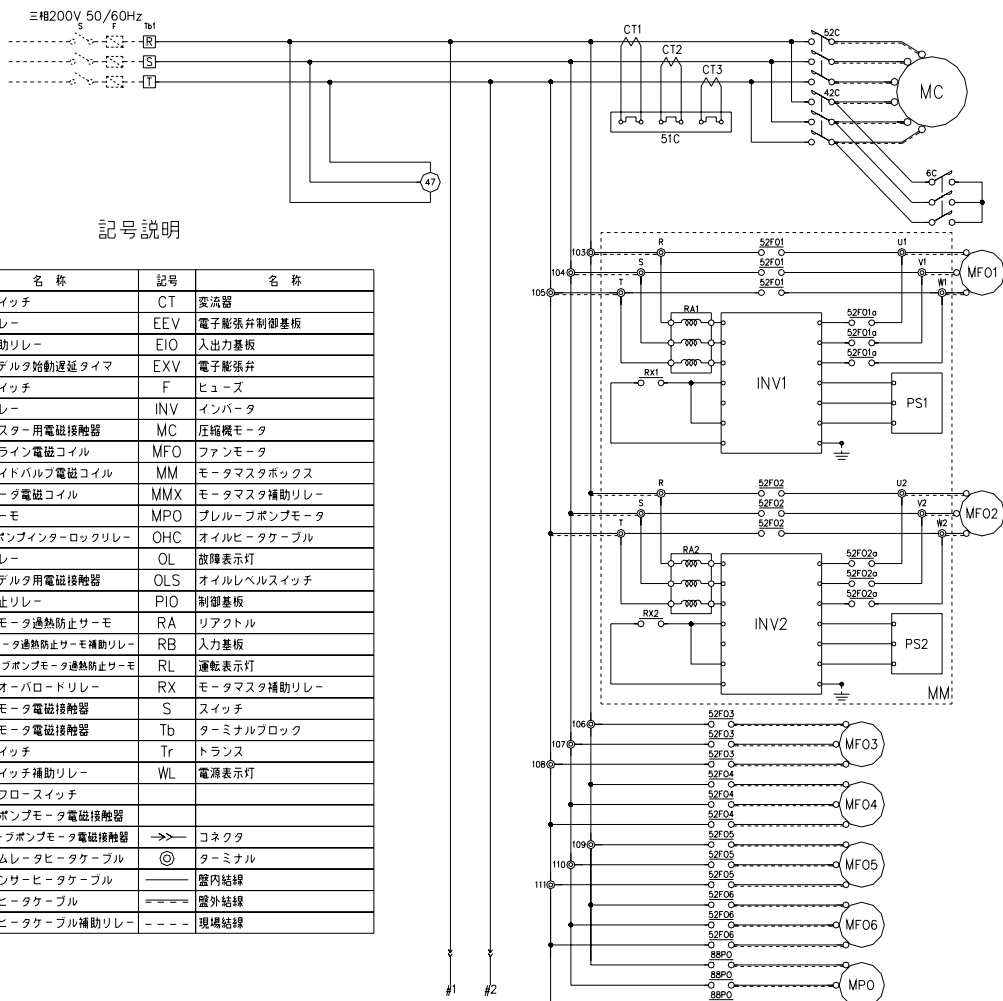 三相200V 50/60Hz
S F Tb1
R
S
T
47
CT1
CT2
CT3
51C
52C
42C
6C
MC
記号説明
名 称 記号 名 称
イッチ CT 変流器
レー EEV 電子膨張弁制御基板
助リレー EIO 入出力基板
デルタ始動遅延タイマ EXV 電子膨張弁
イッチ F ヒューズ
レー INV インバータ
スター用電磁接触器 MC 圧縮機モータ
ライン電磁コイル MFO ファンモータ
イドバルブ電磁コイル MM モータマスタボックス
ーダ電磁コイル MMX モータマスタ補助リレー
ーモ MPO プレルーブポンプモータ
ポンプインターロックリレー OHC オイルヒータケーブル
レー OL 故障表示灯
デルタ用電磁接触器 OLS オイルレベルスイッチ
止リレー PIO 制御基板
モータ過熱防止サーモ RA リアクトル
ータ過熱防止サーモ補助リレー RB 入力基板
ブポンプモータ過熱防止サーモ RL 運転表示灯
オーバロードリレー RX モータマスタ補助リレー
モータ電磁接触器 S スイッチ
モータ電磁接触器 Tb ターミナルブロック
イッチ Tr トランス
イッチ補助リレー WL 電源表示灯
フロースイッチ
ポンプモータ電磁接触器
ーブポンプモータ電磁接触器 コネクタ
ムレータヒータケーブル ターミナル
ンサーヒータケーブル 盤内結線
ヒータケーブル 盤外結線
ヒータケーブル補助リレー 現場結線
#1 #2
103 R 52F01 U1
104 S 52F01 V1 MF01
105 T 52F01 W1
RA1
52F01a
52F01a
52F01a
RX1
INV1
PS1
R 52F02 U2
S 52F02 V2 MF02
T 52F02 W2
RA2
52F02a
52F02a
52F02a
RX2
INV2
PS2
MM
106 52F03
107 52F03 MF03
108 52F03
52F04
52F04 MF04
52F04
109 52F05
110 52F05 MF05
111 52F05
52F06
52F06 MF06
52F06
88P0
88P0 MPO
88P0